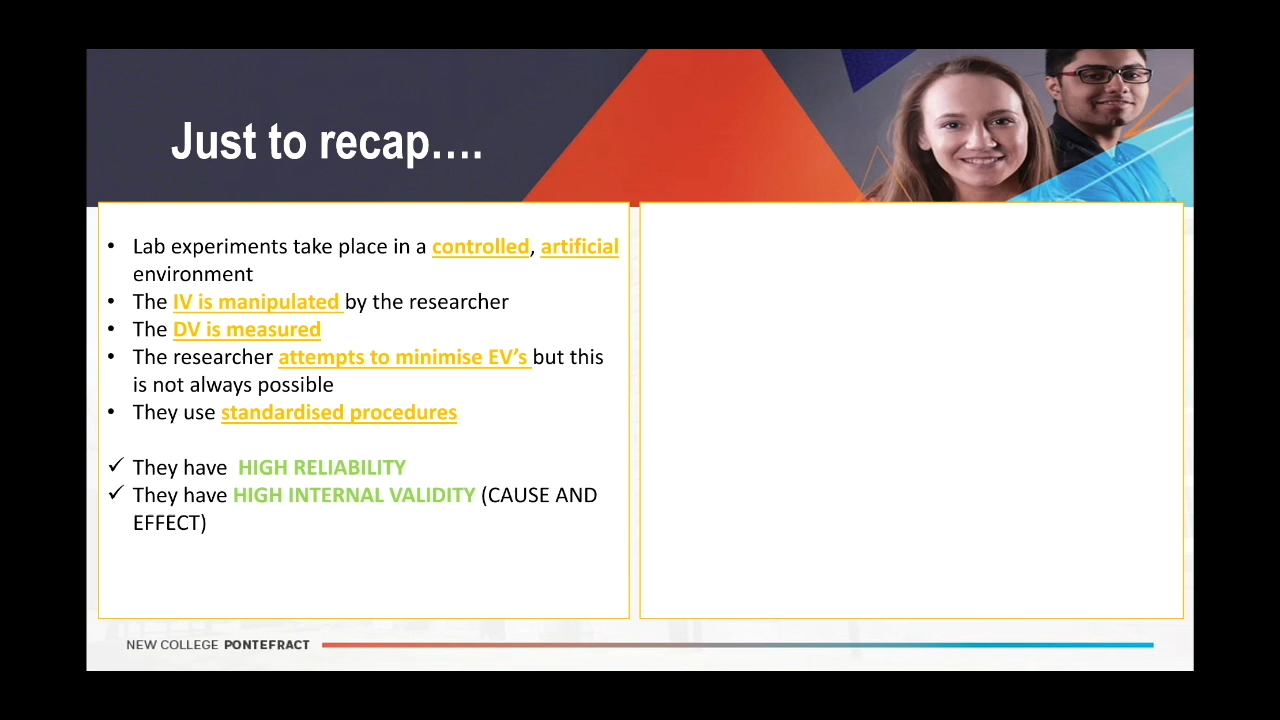 Just to recap....
• Lab experiments take place in a controlled, artificial
environment
• The IV is manipulated by the researcher
• The DV is measured
• The researcher attempts to minimise EV’s but this
is not always possible
• They use standardised procedures
✓ They have HIGH RELIABILITY
✓ They have HIGH INTERNAL VALIDITY (CAUSE AND
EFFECT)
NEW COLLEGE PONTEFRACT